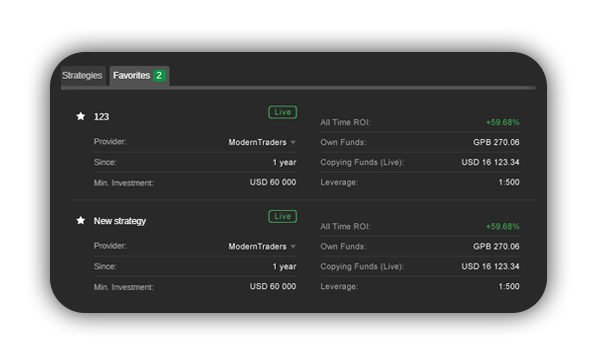 Strategies Favorites 2
123 Live
Provider: ModernTraders
Since: 1 year
Min. Investment: USD 60 000
All Time ROI: +59.68%
Own Funds: GPB 270.06
Copying Funds (Live): USD 16 123.34
Leverage: 1:500
New strategy Live
Provider: ModernTraders
Since: 1 year
Min. Investment: USD 60 000
All Time ROI: +59.68%
Own Funds: GPB 270.06
Copying Funds (Live): USD 16 123.34
Leverage: 1:500